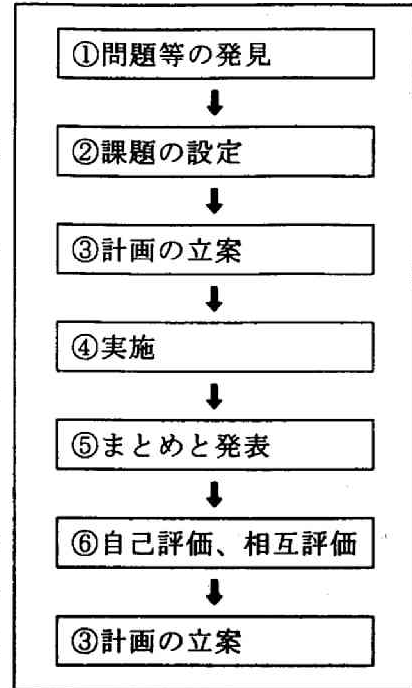 ①問題等の発見
②課題の設定
③計画の立案
④実施
⑤まとめと発表
⑥自己評価、相互評価
③計画の立案